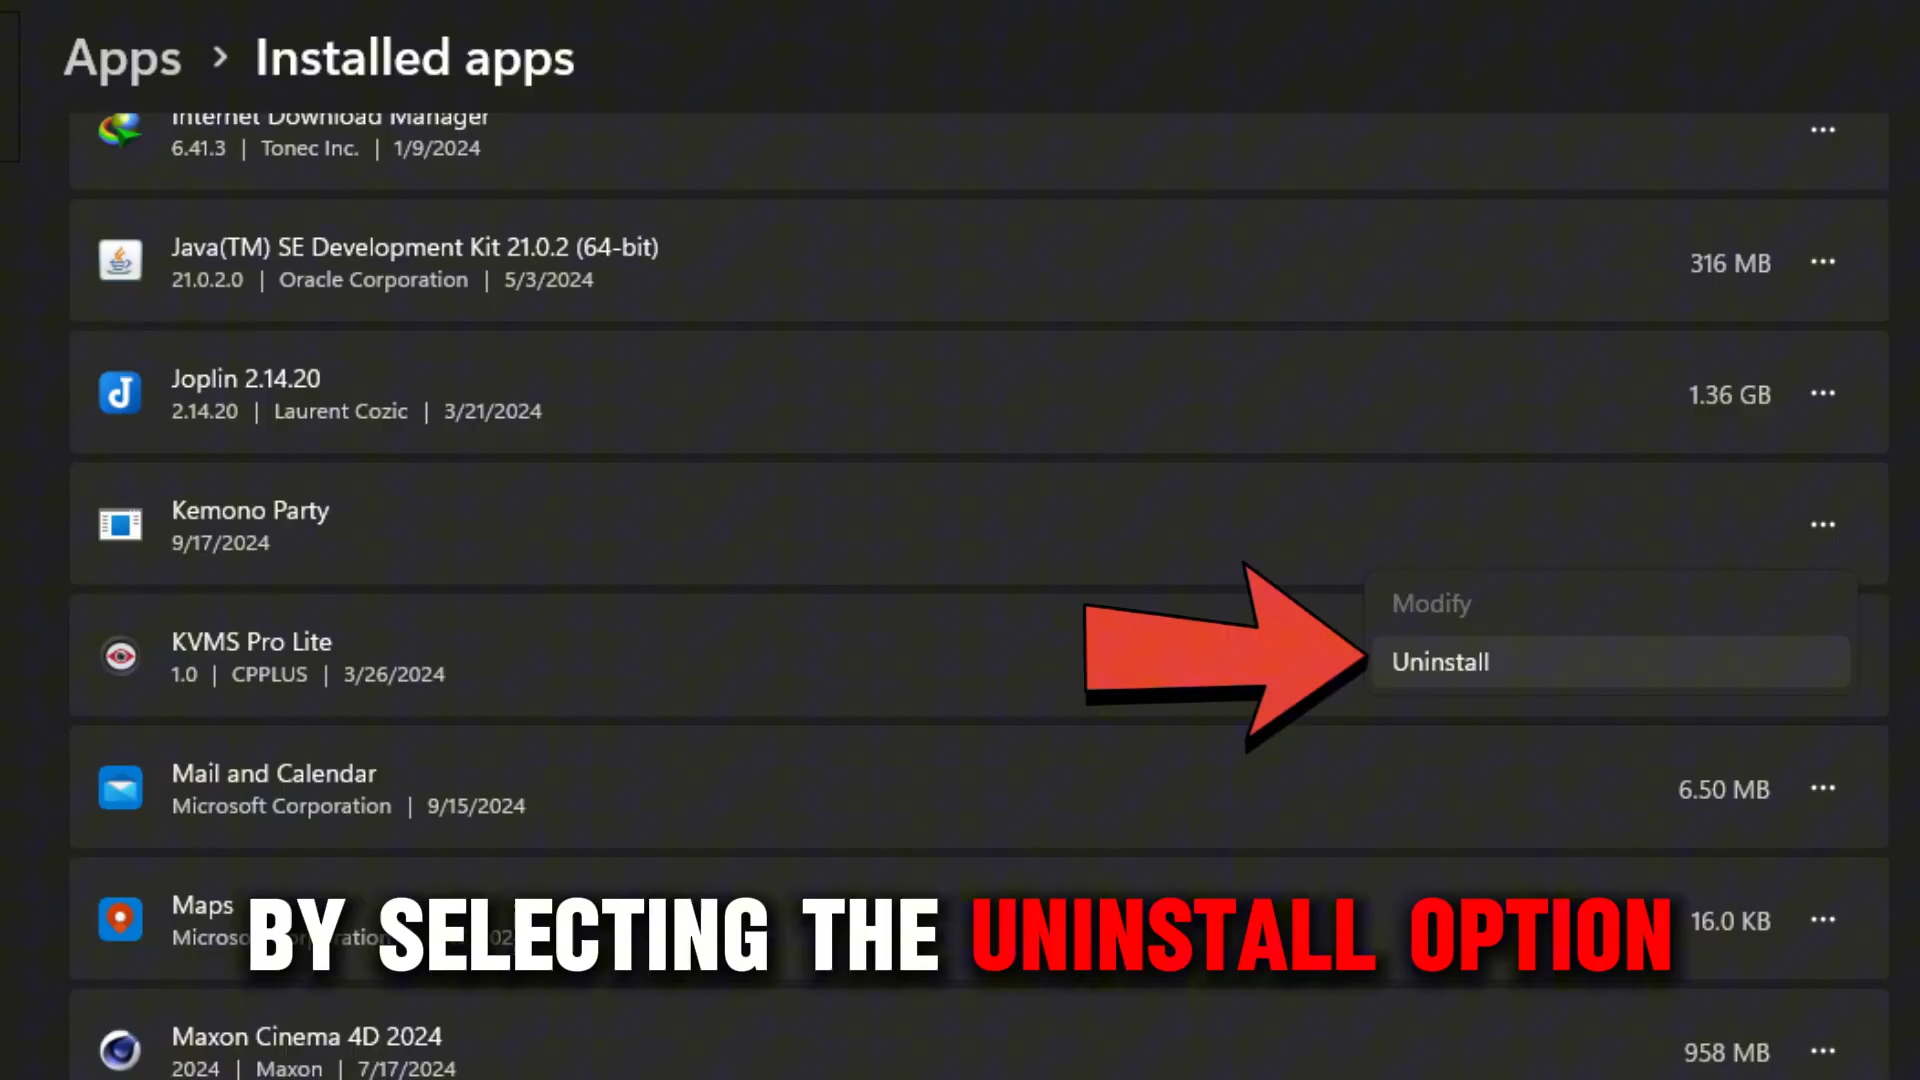 Apps > Installed apps
Internet Download Manager
6.41.3 | Tonec Inc. | 1/9/2024
Java(TM) SE Development Kit 21.0.2 (64-bit)
21.0.2.0 | Oracle Corporation | 5/3/2024
316 MB
Joplin 2.14.20
2.14.20 | Laurent Cozic | 3/21/2024
1.36 GB
Kemono Party
9/17/2024
Modify
Uninstall
KVMS Pro Lite
1.0 | CPPLUS | 3/26/2024
Mail and Calendar
Microsoft Corporation | 9/15/2024
6.50 MB
Maps
16.0 KB
BY SELECTING THE UNINSTALL OPTION
Maxon Cinema 4D 2024
2024 | Maxon | 7/17/2024
958 MB